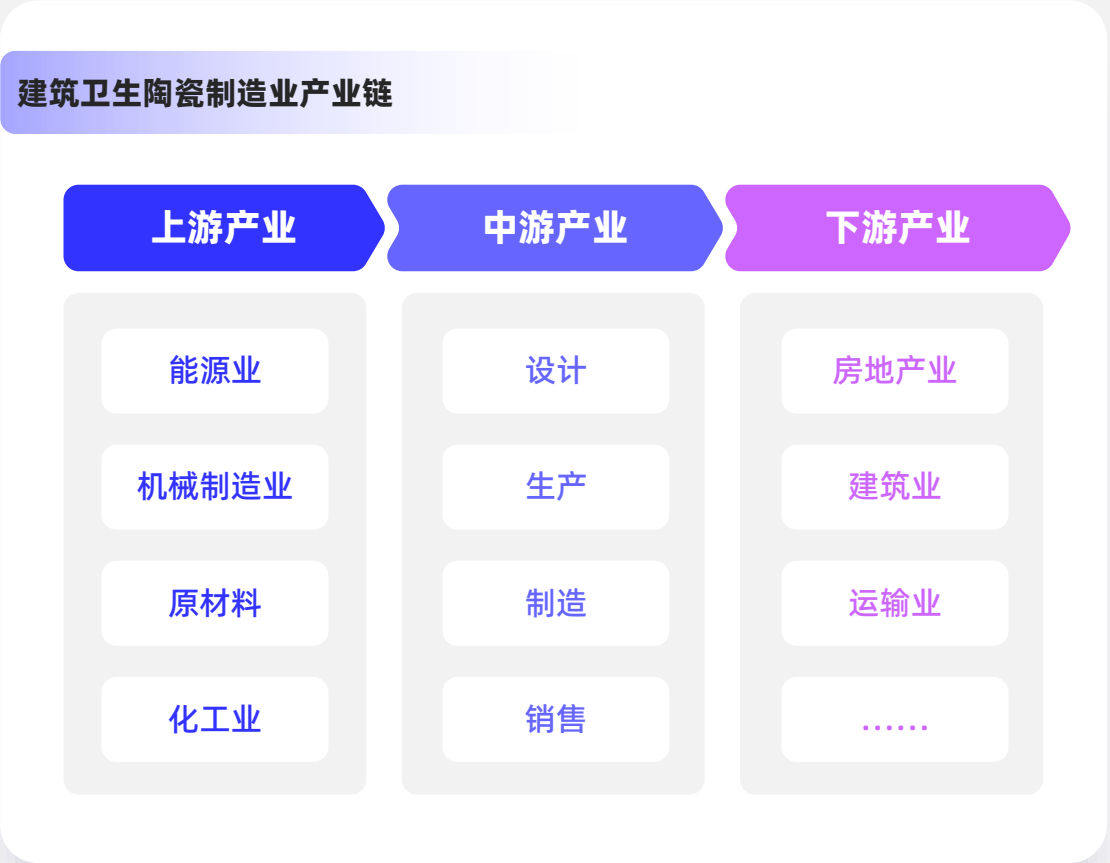 建筑卫生陶瓷制造业产业链
上游产业
中游产业
下游产业
能源业
设计
房地产业
机械制造业
生产
建筑业
原材料
制造
运输业
化工业
销售
......